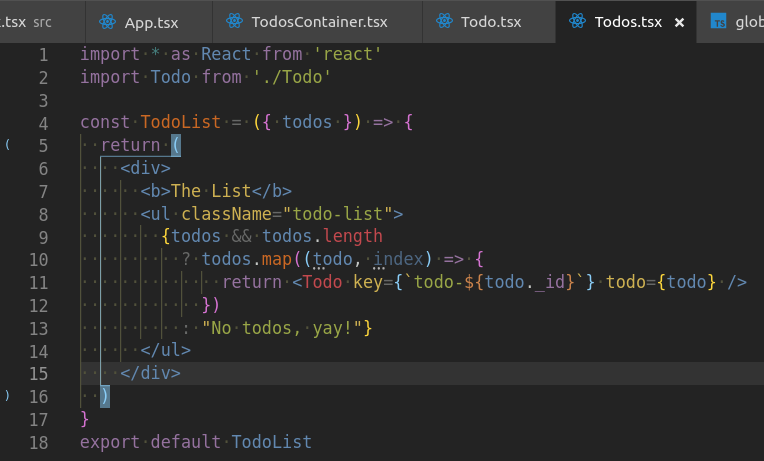 .tsx src App.tsx TodosContainer.tsx Todo.tsx Todos.tsx × TS glob
1 import * as React from 'react'
2 import Todo from './Todo'
3
4 const TodoList = ({ todos }) => {
( 5   return (
6     <div>
7       <b>The List</b>
8       <ul className="todo-list">
9         {todos && todos.length
10           ? todos.map((todo, index) => {
11               return <Todo key={`todo-${todo._id}`} todo={todo} />
12             })
13           : "No todos, yay!"}
14       </ul>
15     </div>
) 16   )
17 }
18 export default TodoList